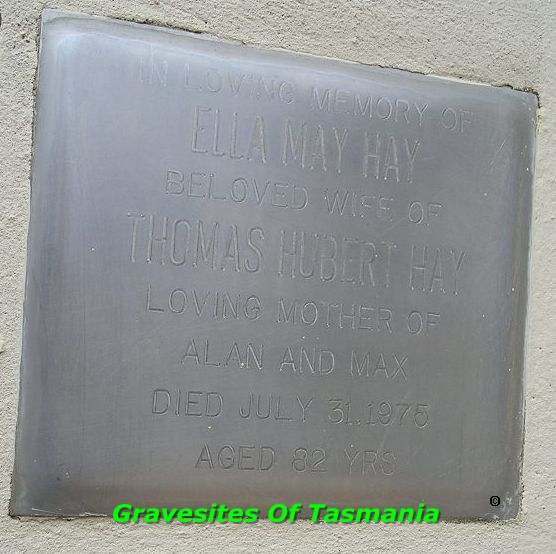 IN LOVING MEMORY OF
ELLA MAY HAY
BELOVED WIFE OF
THOMAS HUBERT HAY
LOVING MOTHER OF
ALAN AND MAX
DIED JULY 31.1975
AGED 82 YRS
©
Gravesites Of Tasmania